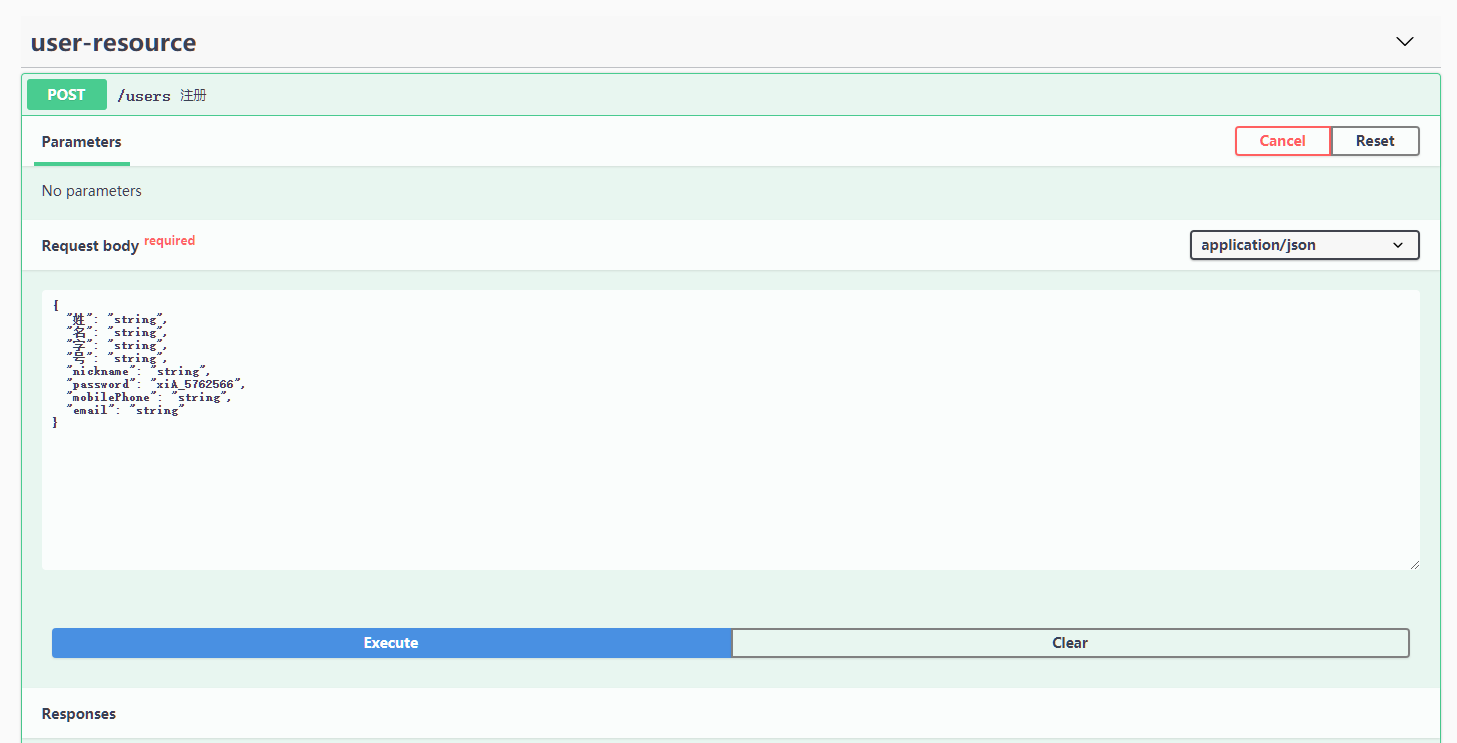 user-resource
POST /users 注册
Parameters Cancel Reset
No parameters
Request body required application/json
{
"姓": "string",
"名": "string",
"字": "string",
"号": "string",
"nickname": "string",
"password": "xiA_5762566",
"mobilePhone": "string",
"email": "string"
}
Execute Clear
Responses